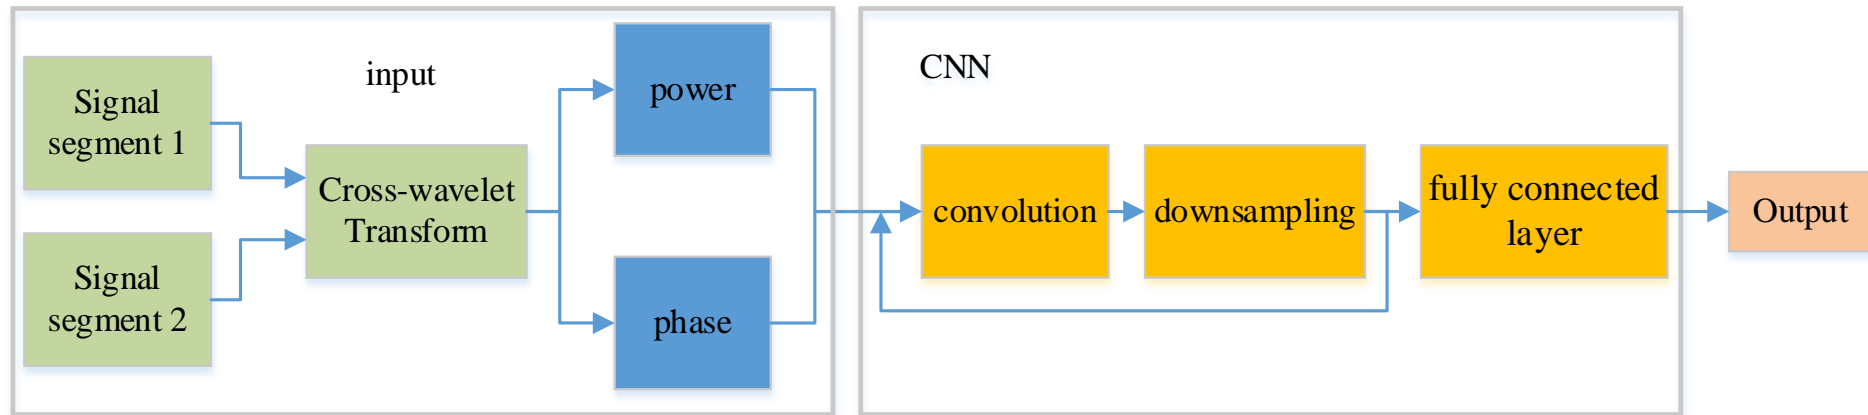 input
Signal
segment 1
Signal
segment 2
Cross-wavelet
Transform
power
phase
CNN
convolution
downsampling
fully connected
layer
Output